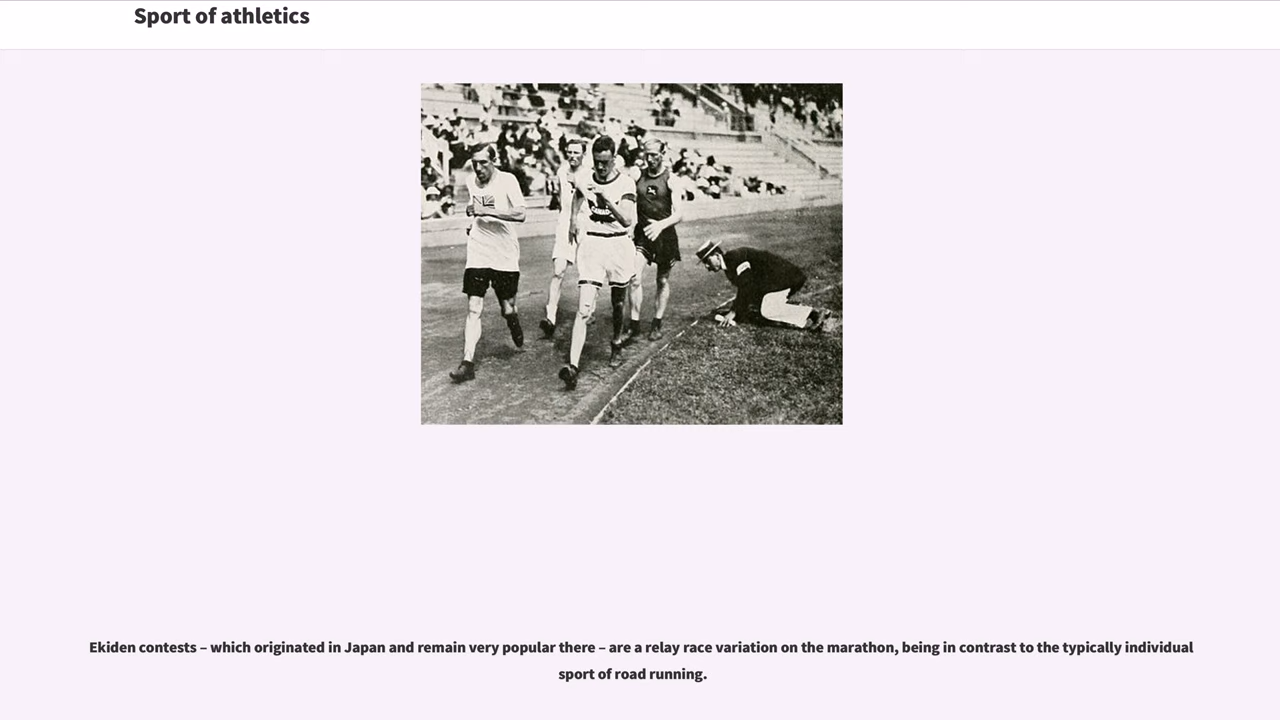 Sport of athletics
CANADA
Ekiden contests – which originated in Japan and remain very popular there – are a relay race variation on the marathon, being in contrast to the typically individual
sport of road running.